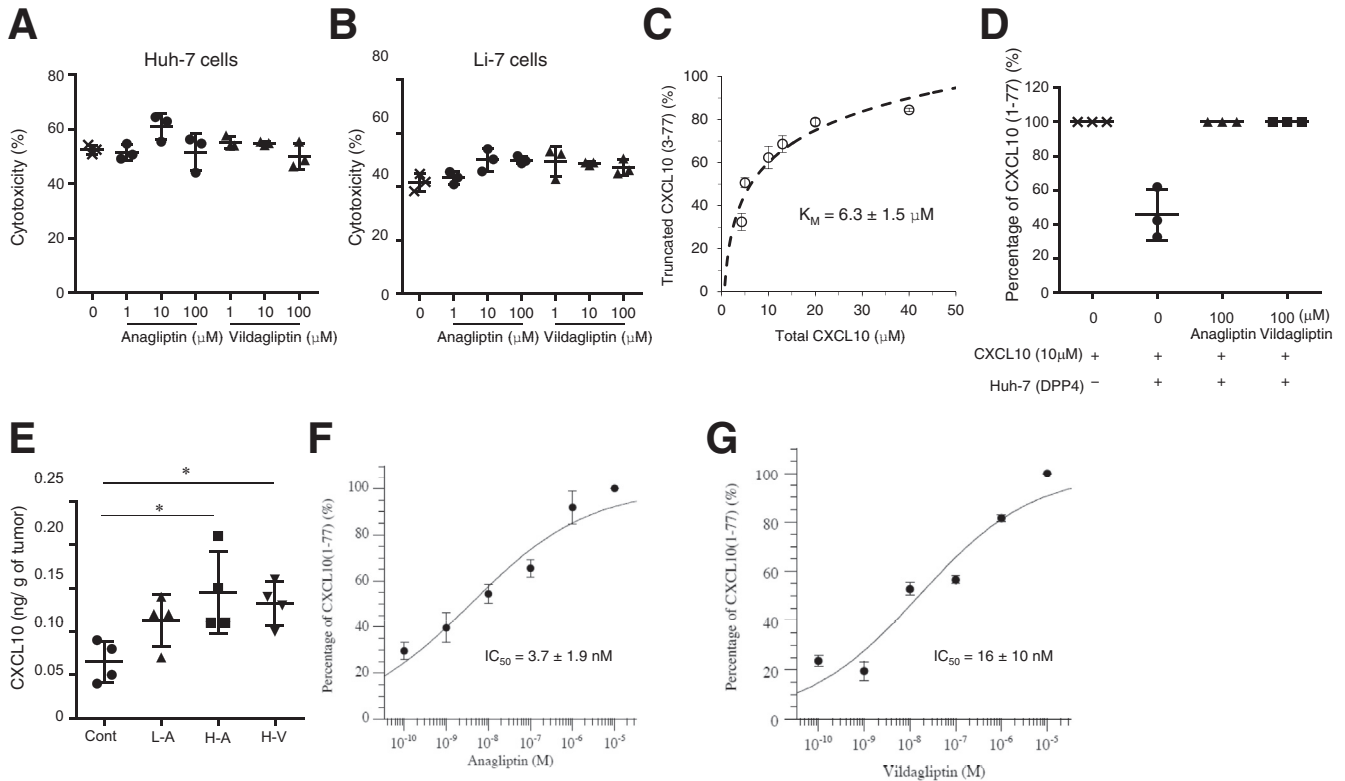 A
Huh-7 cells
Cytotoxicity (%)
80
60
40
20
0
0 1 10 100 1 10 100
Anagliptin (μM) Vildagliptin (μM)
B
Li-7 cells
Cytotoxicity (%)
80
60
40
20
0
0 1 10 100 1 10 100
Anagliptin (μM) Vildagliptin (μM)
C
Truncated CXCL10 (3-77) (%)
100
80
60
40
20
0
KM = 6.3 ± 1.5 μM
0 10 20 30 40 50
Total CXCL10 (μM)
D
Percentage of CXCL10 (1-77) (%)
120
100
80
60
40
20
0
0 0 100 100 (μM)
Anagliptin Vildagliptin
CXCL10 (10μM) + + + +
Huh-7 (DPP4) − + + +
E
CXCL10 (ng/ g of tumor)
0.25
0.20
0.15
0.10
0.05
0
*
*
Cont L-A H-A H-V
F
Percentage of CXCL10(1-77) (%)
100
80
60
40
20
0
IC50 = 3.7 ± 1.9 nM
10-10 10-9 10-8 10-7 10-6 10-5
Anagliptin (M)
G
Percentage of CXCL10(1-77) (%)
100
80
60
40
20
0
IC50 = 16 ± 10 nM
10-10 10-9 10-8 10-7 10-6 10-5
Vildagliptin (M)